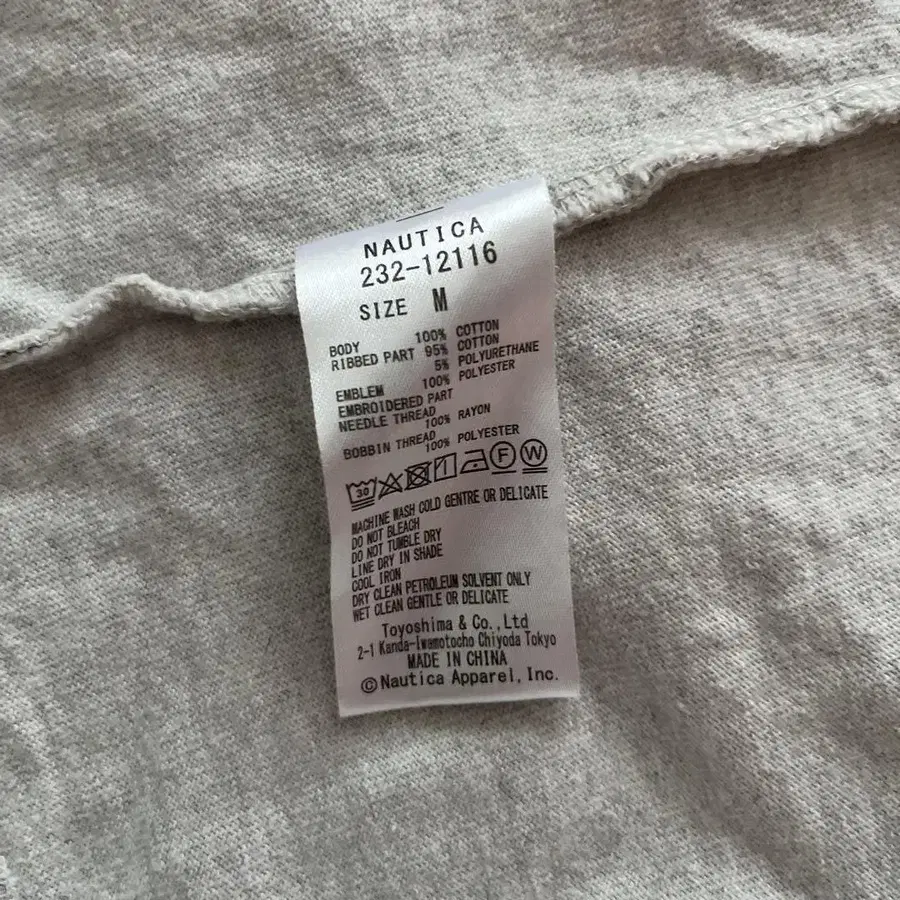 NAUTICA
232-12116
SIZE M
BODY 100% COTTON
RIBBED PART 95% COTTON
5% POLYURETHANE
EMBLEM 100% POLYESTER
EMBROIDERED PART
NEEDLE THREAD
100% RAYON
BOBBIN THREAD
100% POLYESTER
30 F W
MACHINE WASH COLD GENTRE OR DELICATE
DO NOT BLEACH
DO NOT TUMBLE DRY
LINE DRY IN SHADE
COOL IRON
DRY CLEAN PETROLEUM SOLVENT ONLY
WET CLEAN GENTLE OR DELICATE
Toyoshima & Co.,Ltd
2-1 Kanda-Iwamotocho Chiyoda Tokyo
MADE IN CHINA
©Nautica Apparel, Inc.